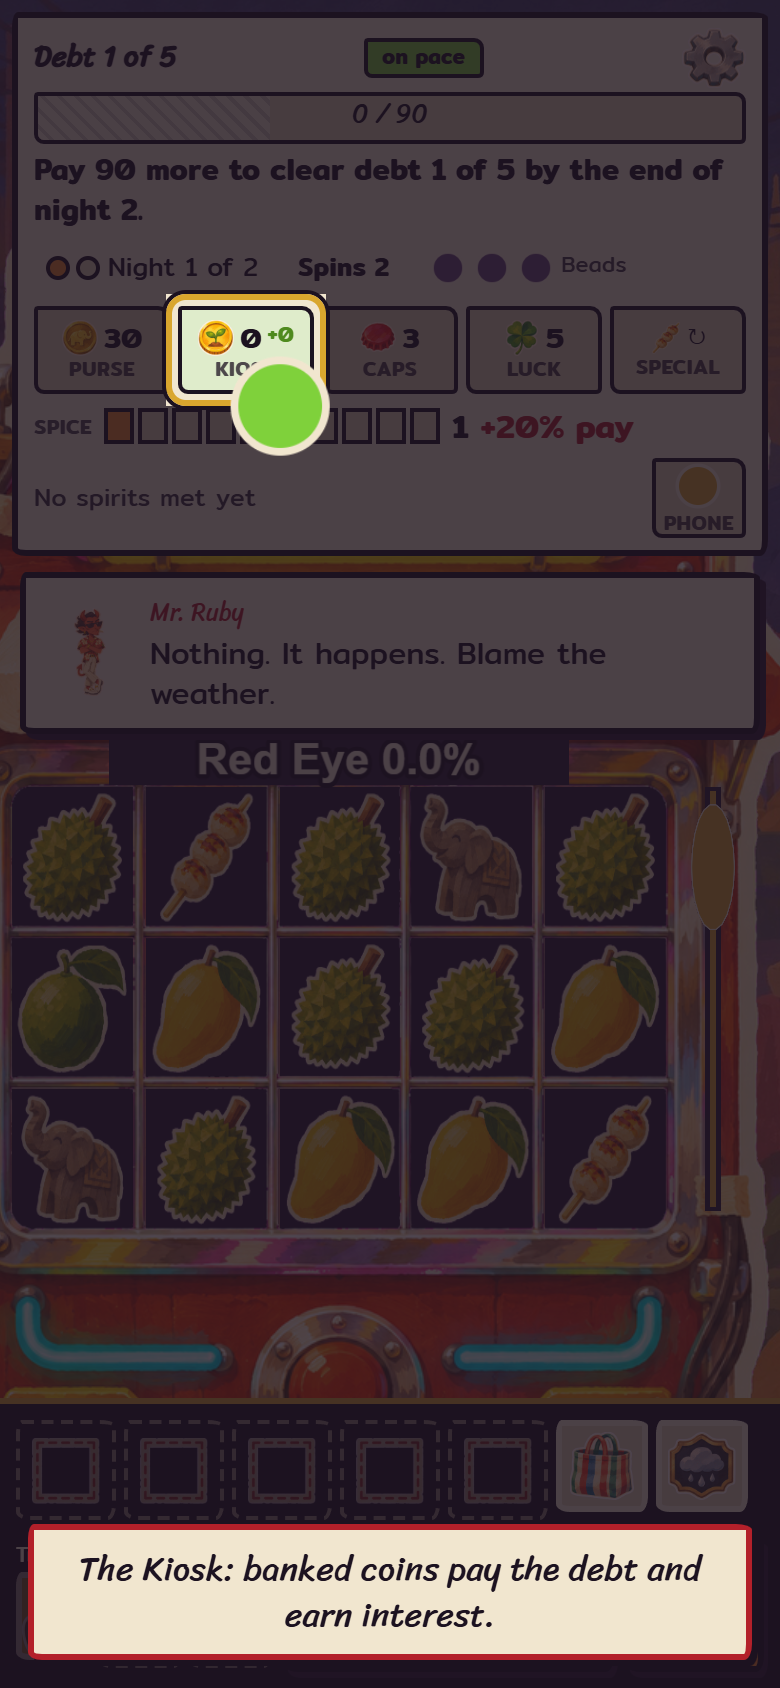 Debt 1 of 5
on pace
0 / 90
Pay 90 more to clear debt 1 of 5 by the end of
night 2.
Night 1 of 2 Spins 2 Beads
30 0 +0 3 5 ↻
PURSE CAPS LUCK SPECIAL
SPICE 1 +20% pay
No spirits met yet
PHONE
Mr. Ruby
Nothing. It happens. Blame the
weather.
Red Eye 0.0%
The Kiosk: banked coins pay the debt and
earn interest.